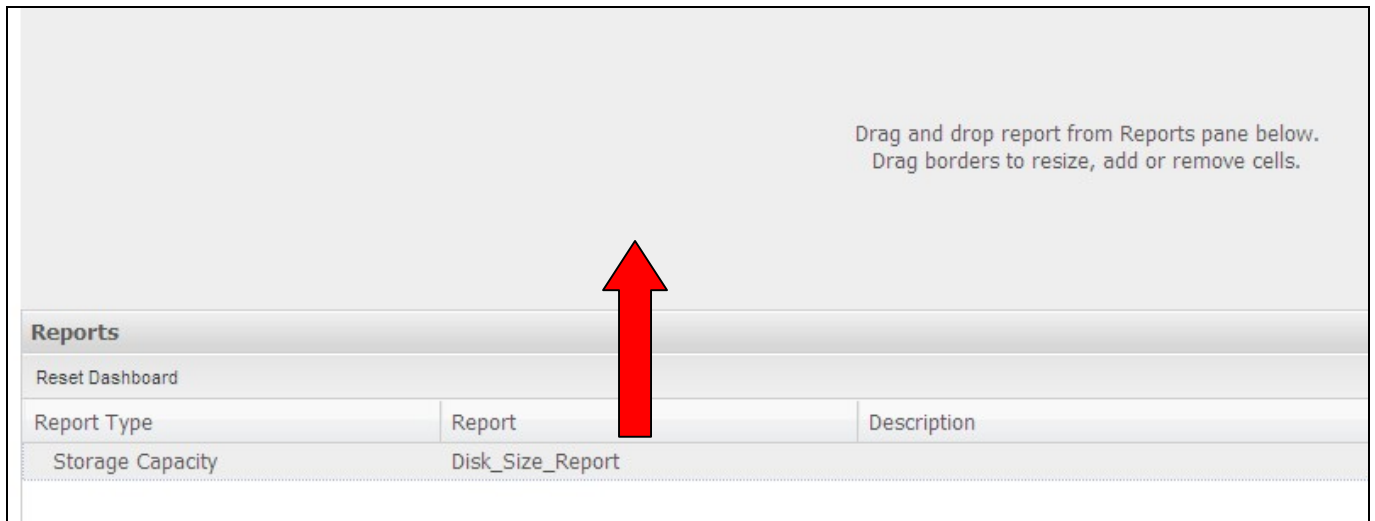 Drag and drop report from Reports pane below.
Drag borders to resize, add or remove cells.
Reports
Reset Dashboard
Report Type Report Description
Storage Capacity Disk_Size_Report